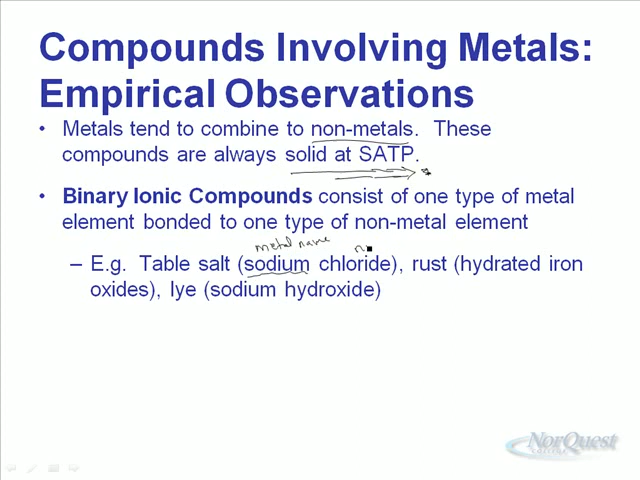 Compounds Involving Metals:
Empirical Observations
• Metals tend to combine to non-metals. These
compounds are always solid at SATP.
• Binary Ionic Compounds consist of one type of metal
element bonded to one type of non-metal element
metal name n
– E.g. Table salt (sodium chloride), rust (hydrated iron
oxides), lye (sodium hydroxide)
NorQuest
COLLEGE